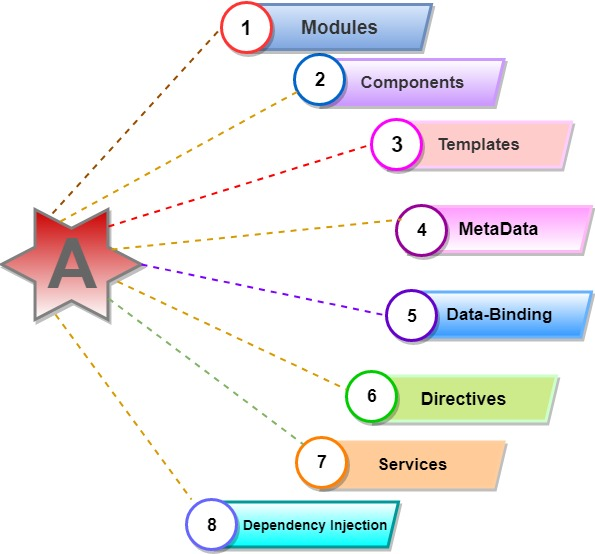 1 Modules
2 Components
3 Templates
A
4 MetaData
5 Data-Binding
6 Directives
7 Services
8 Dependency Injection